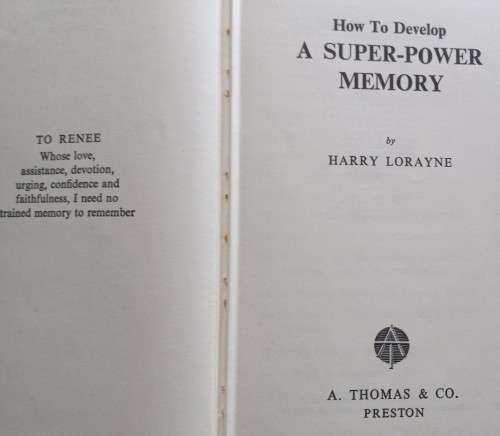 TO RENEE
Whose love,
assistance, devotion,
urging, confidence and
faithfulness, I need no
trained memory to remember
How To Develop
A SUPER-POWER
MEMORY
by
HARRY LORAYNE
A. THOMAS & CO.
PRESTON